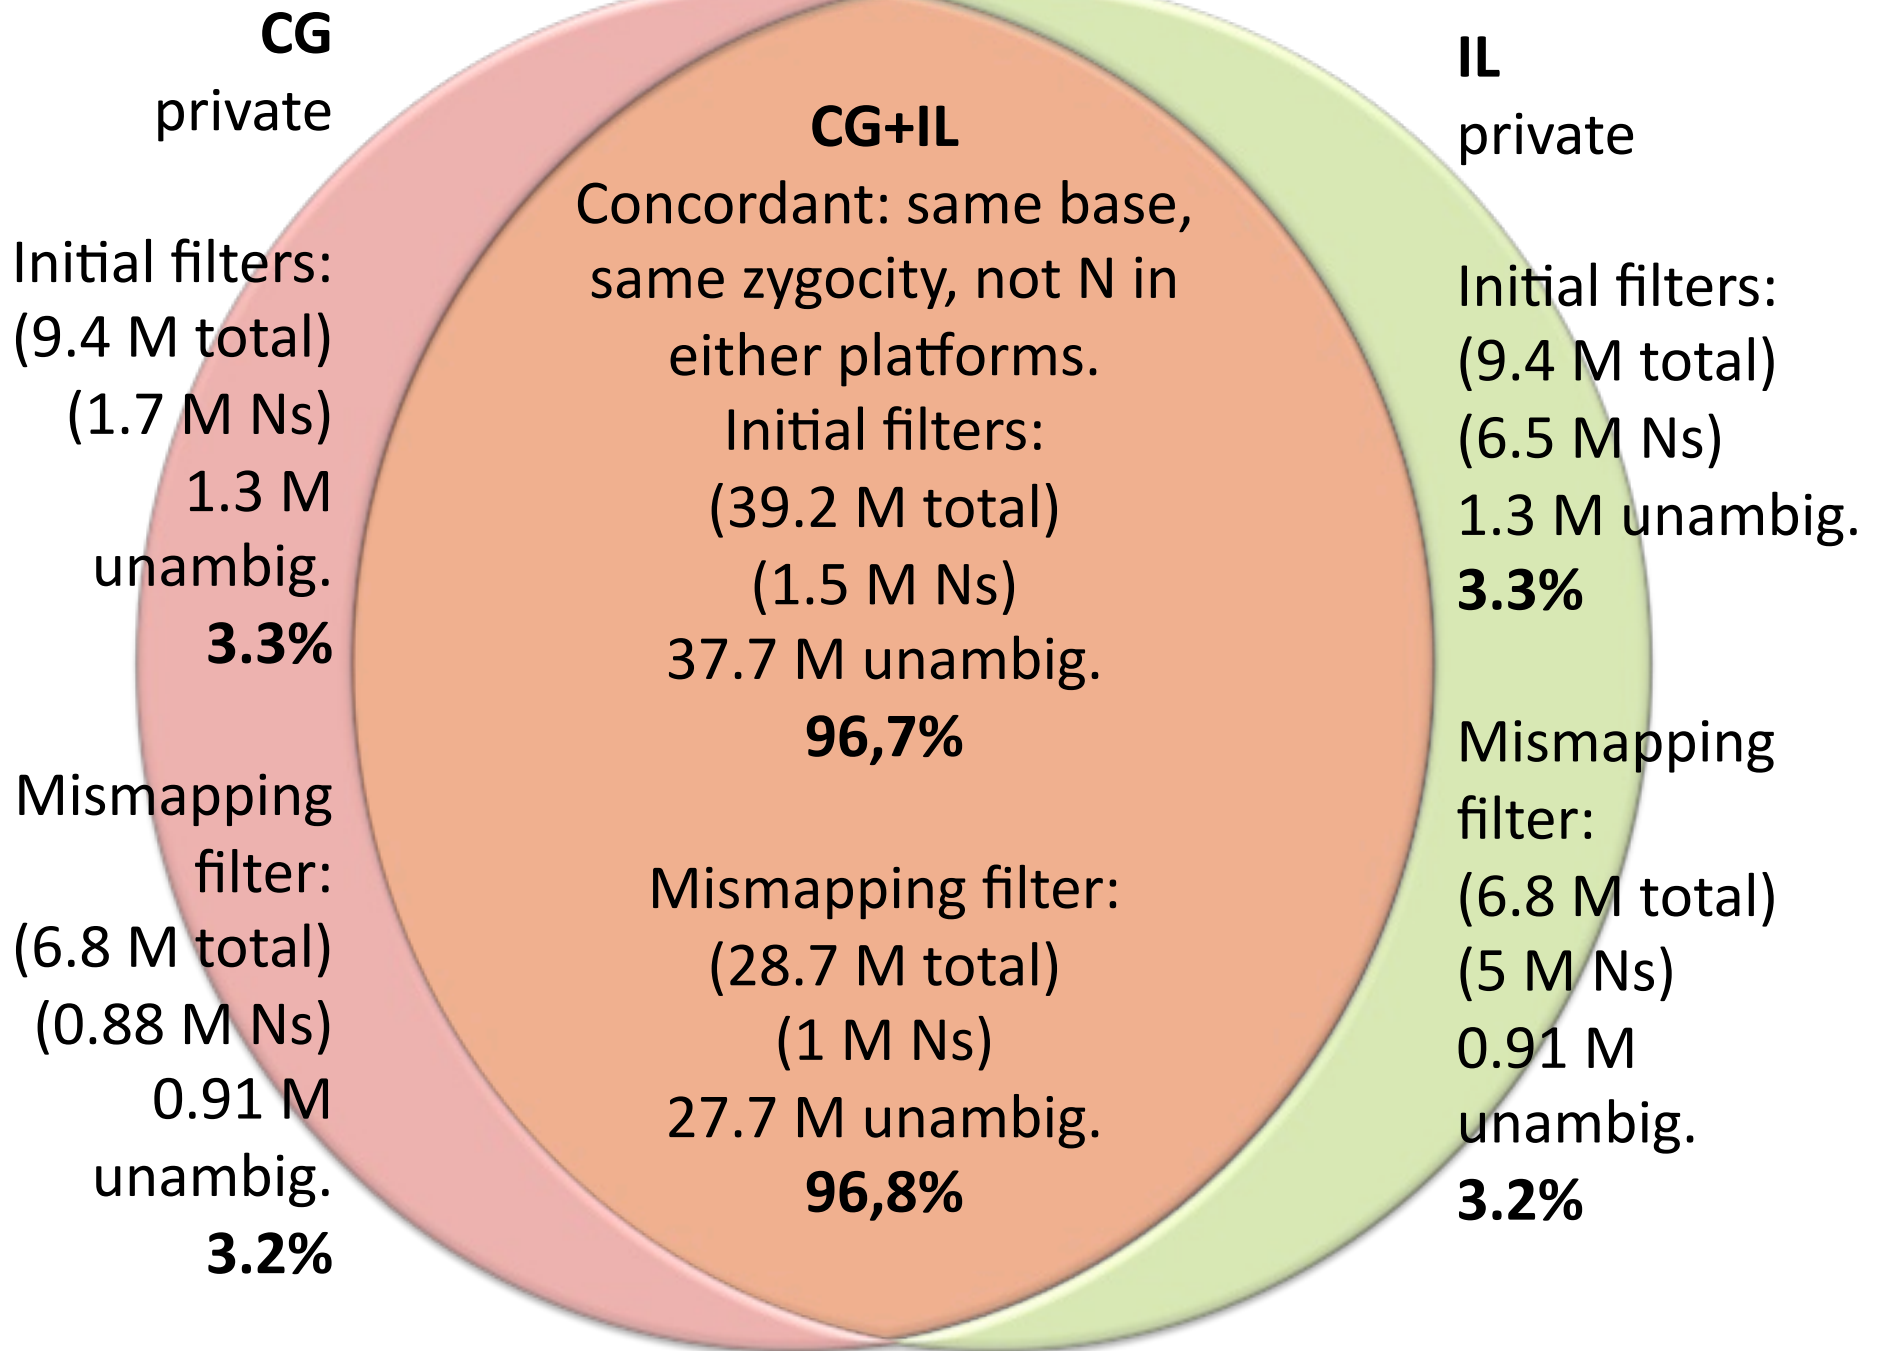 CG
private
Initial filters:
(9.4 M total)
(1.7 M Ns)
1.3 M
unambig.
3.3%
Mismapping
filter:
(6.8 M total)
(0.88 M Ns)
0.91 M
unambig.
3.2%
CG+IL
Concordant: same base,
same zygocity, not N in
either platforms.
Initial filters:
(39.2 M total)
(1.5 M Ns)
37.7 M unambig.
96,7%
Mismapping filter:
(28.7 M total)
(1 M Ns)
27.7 M unambig.
96,8%
IL
private
Initial filters:
(9.4 M total)
(6.5 M Ns)
1.3 M unambig.
3.3%
Mismapping
filter:
(6.8 M total)
(5 M Ns)
0.91 M
unambig.
3.2%